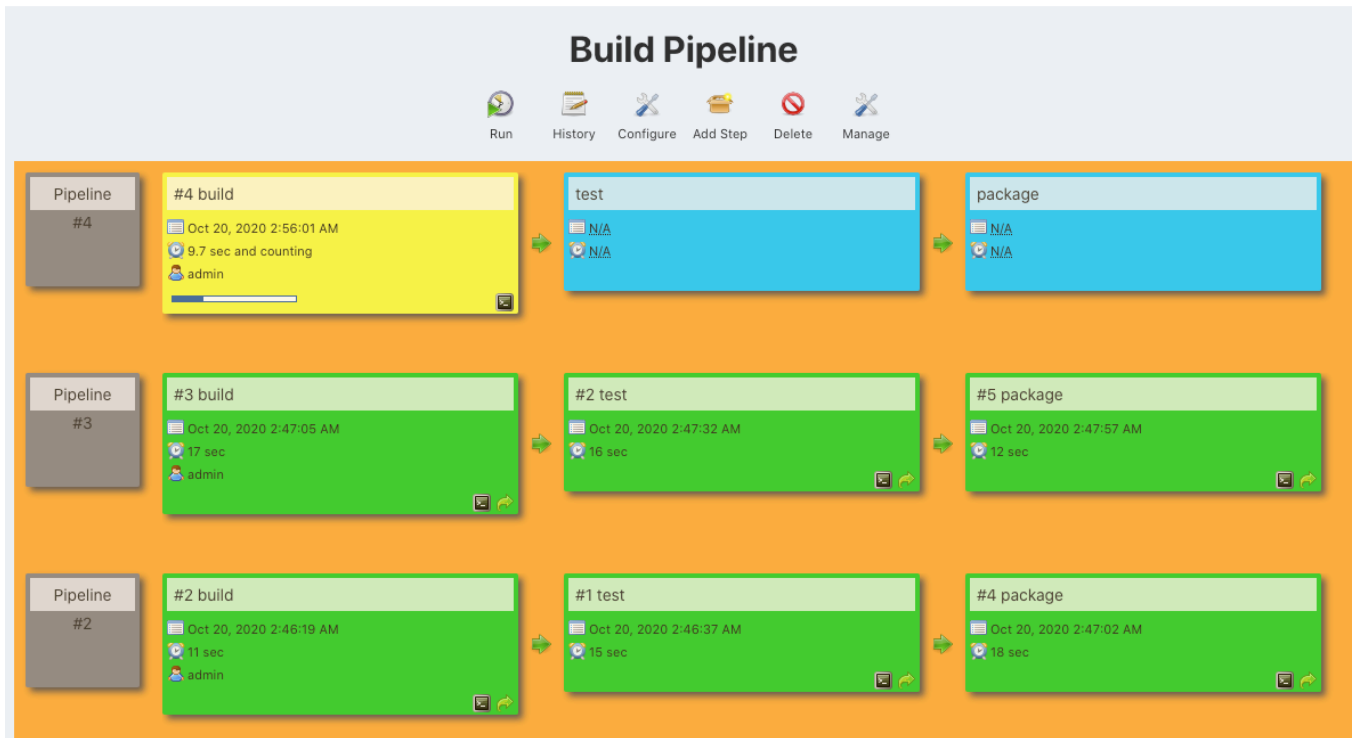 Build Pipeline
Run History Configure Add Step Delete Manage
Pipeline
#4
#4 build
Oct 20, 2020 2:56:01 AM
9.7 sec and counting
admin
test
N/A
N/A
package
N/A
N/A
Pipeline
#3
#3 build
Oct 20, 2020 2:47:05 AM
17 sec
admin
#2 test
Oct 20, 2020 2:47:32 AM
16 sec
#5 package
Oct 20, 2020 2:47:57 AM
12 sec
Pipeline
#2
#2 build
Oct 20, 2020 2:46:19 AM
11 sec
admin
#1 test
Oct 20, 2020 2:46:37 AM
15 sec
#4 package
Oct 20, 2020 2:47:02 AM
18 sec